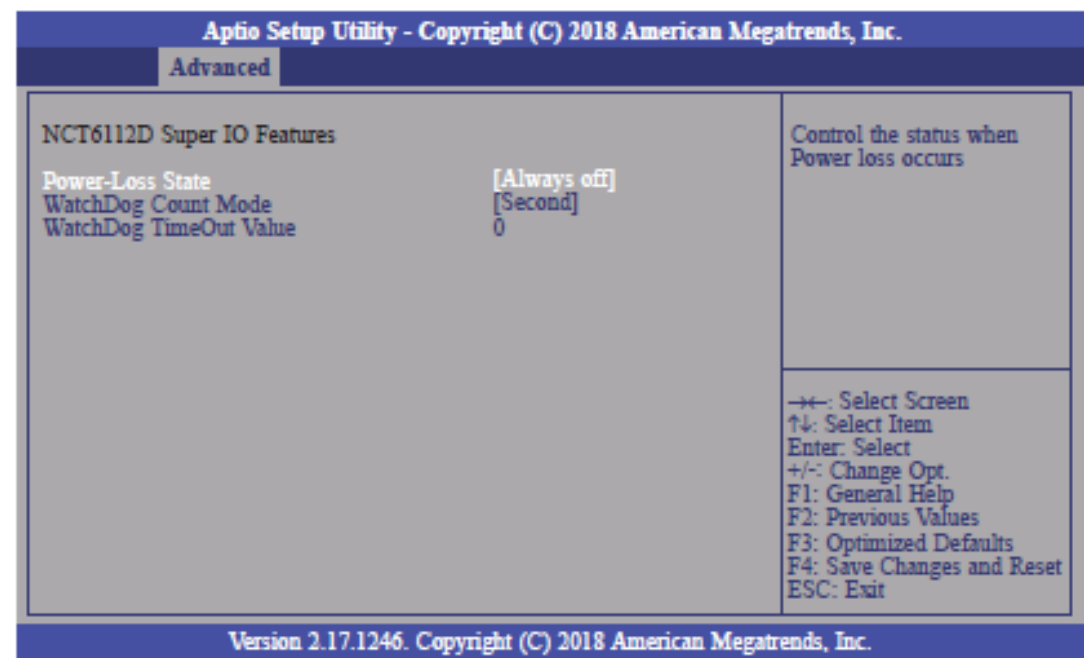 Aptio Setup Utility - Copyright (C) 2018 American Megatrends, Inc.
Advanced
NCT6112D Super IO Features
Power-Loss State [Always off]
WatchDog Count Mode [Second]
WatchDog TimeOut Value 0
Control the status when
Power loss occurs
→←: Select Screen
↑↓: Select Item
Enter: Select
+/-: Change Opt.
F1: General Help
F2: Previous Values
F3: Optimized Defaults
F4: Save Changes and Reset
ESC: Exit
Version 2.17.1246. Copyright (C) 2018 American Megatrends, Inc.